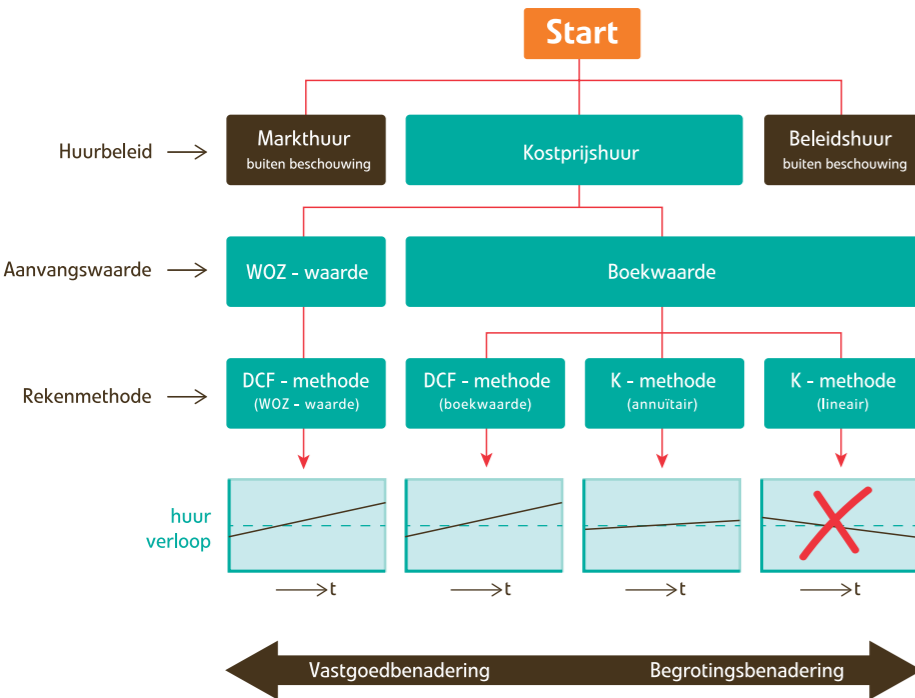 Start
Huurbeleid
Markthuur
buiten beschouwing
Kostprijshuur
Beleidshuur
buiten beschouwing
Aanvangswaarde
WOZ - waarde
Boekwaarde
Rekenmethode
DCF - methode
(WOZ - waarde)
DCF - methode
(boekwaarde)
K - methode
(annuïtair)
K - methode
(lineair)
huur
verloop
t
t
t
t
Vastgoedbenadering
Begrotingsbenadering